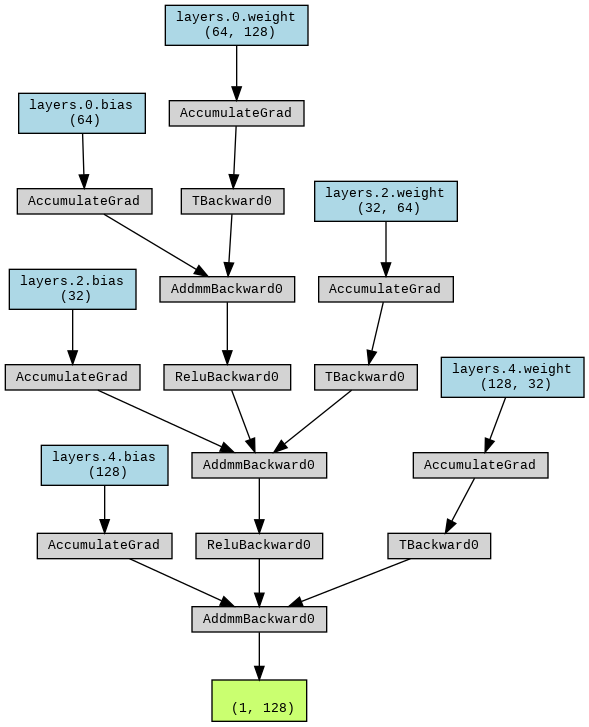 layers.0.weight
(64, 128)
layers.0.bias
(64)
AccumulateGrad
AccumulateGrad
TBackward0
layers.2.weight
(32, 64)
layers.2.bias
(32)
AddmmBackward0
AccumulateGrad
AccumulateGrad
ReluBackward0
TBackward0
layers.4.weight
(128, 32)
layers.4.bias
(128)
AddmmBackward0
AccumulateGrad
AccumulateGrad
ReluBackward0
TBackward0
AddmmBackward0
(1, 128)